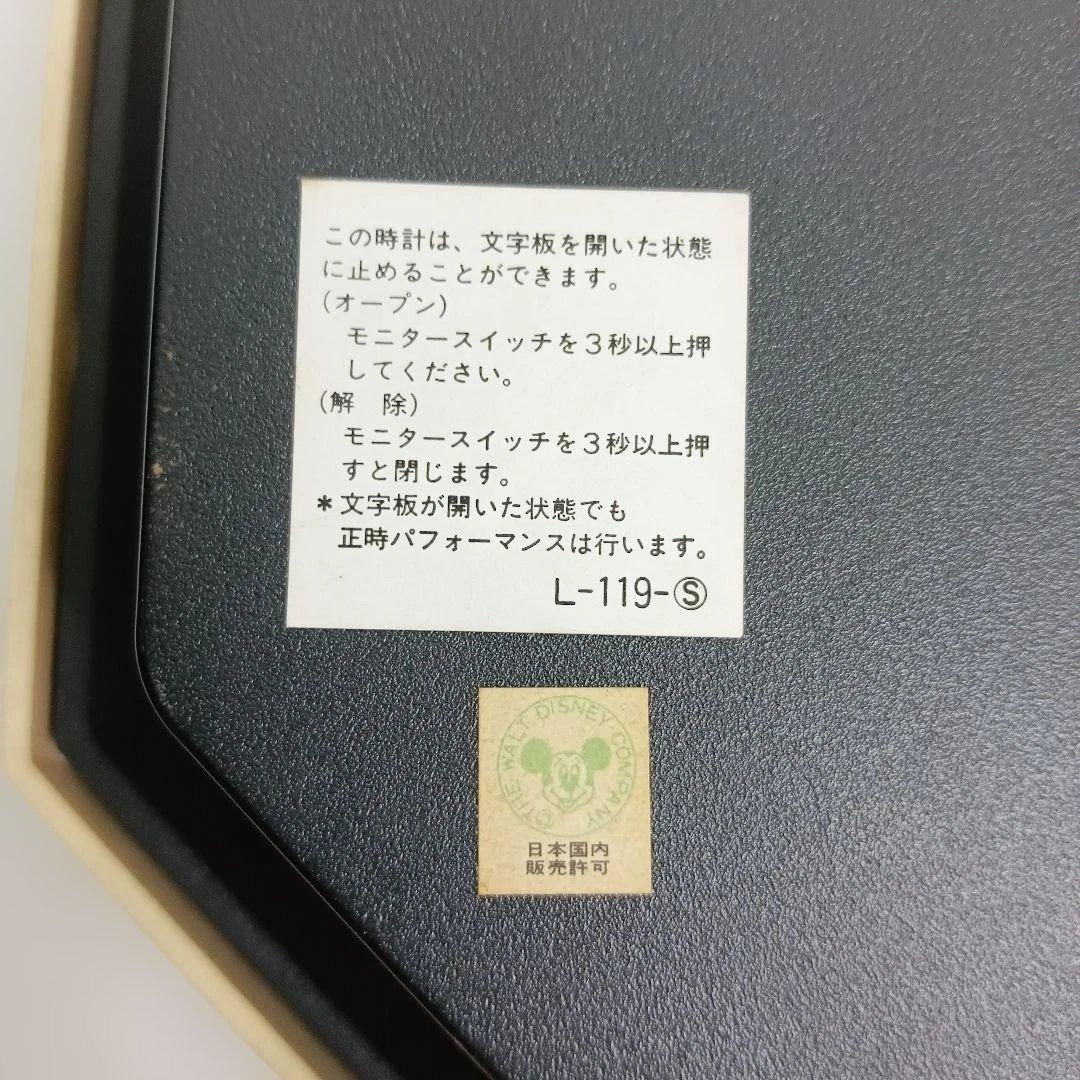 この時計は、文字板を開いた状態
に止めることができます。
(オープン)
モニタースイッチを3秒以上押
してください。
(解　除)
モニタースイッチを3秒以上押
すと閉じます。
*文字板が開いた状態でも
正時パフォーマンスは行います。
L-119-Ⓢ
©THE WALT DISNEY COMPANY
日本国内
販売許可